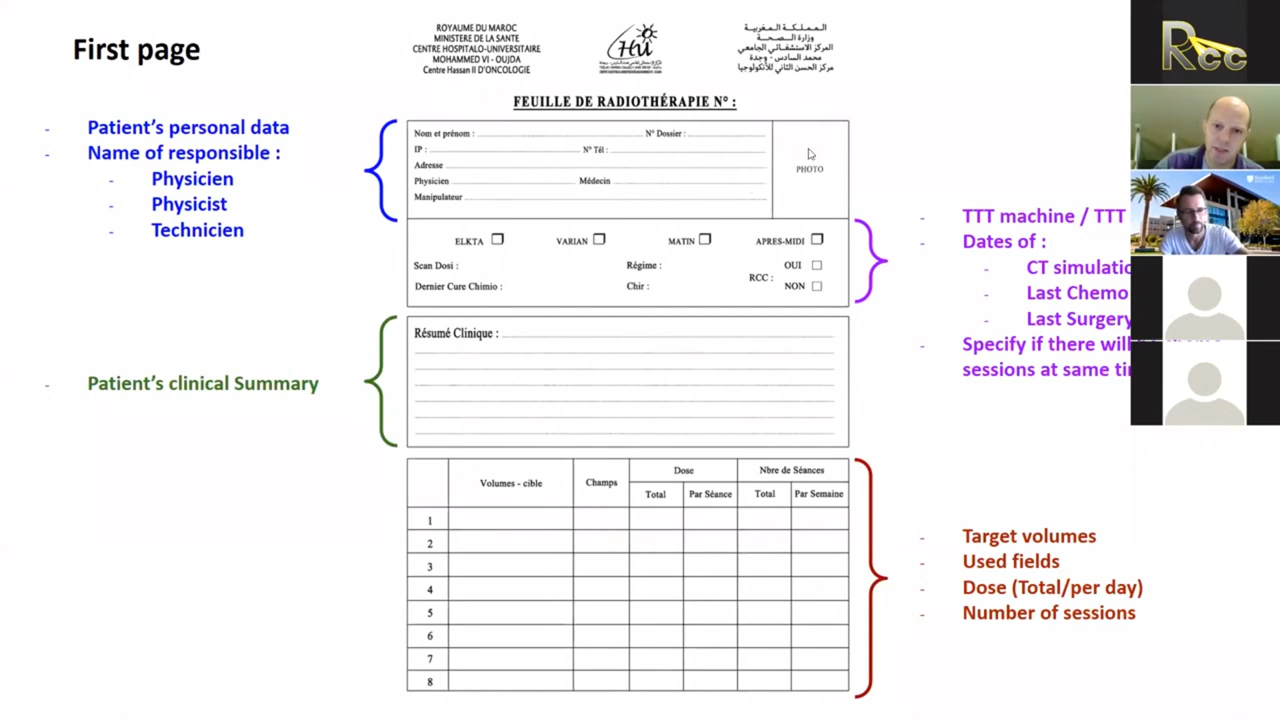 First page
ROYAUME DU MAROC
MINISTERE DE LA SANTE
CENTRE HOSPITALO-UNIVERSITAIRE
MOHAMMED VI - OUJDA
Centre Hassan II D'ONCOLOGIE
المـمـلـكـة المـغـربـيـة
وزارة الـصـحـة
المركز الاستشفائي الجامعي
محمد السادس - وجدة
مركز الحسن الثاني للأنكولوجيا
FEUILLE DE RADIOTHÉRAPIE N° :
- Patient's personal data
- Name of responsible :
- Physicien
- Physicist
- Technicien
Nom et prénom : N° Dossier :
IP : N° Tél :
Adresse
Physicien Médecin
Manipulateur
PHOTO
ELKTA VARIAN MATIN APRES-MIDI
Scan Dosi : Régime : OUI
RCC :
Dernier Cure Chimio : Chir : NON
- TTT machine / TTT
- Dates of :
- CT simulatio
- Last Chemo
- Last Surgery
- Specify if there will
sessions at same ti
- Patient's clinical Summary
Résumé Clinique :
Volumes - cible Champs Dose Nbre de Séances
Total Par Séance Total Par Semaine
1
2
3
4
5
6
7
8
- Target volumes
- Used fields
- Dose (Total/per day)
- Number of sessions
Rcc